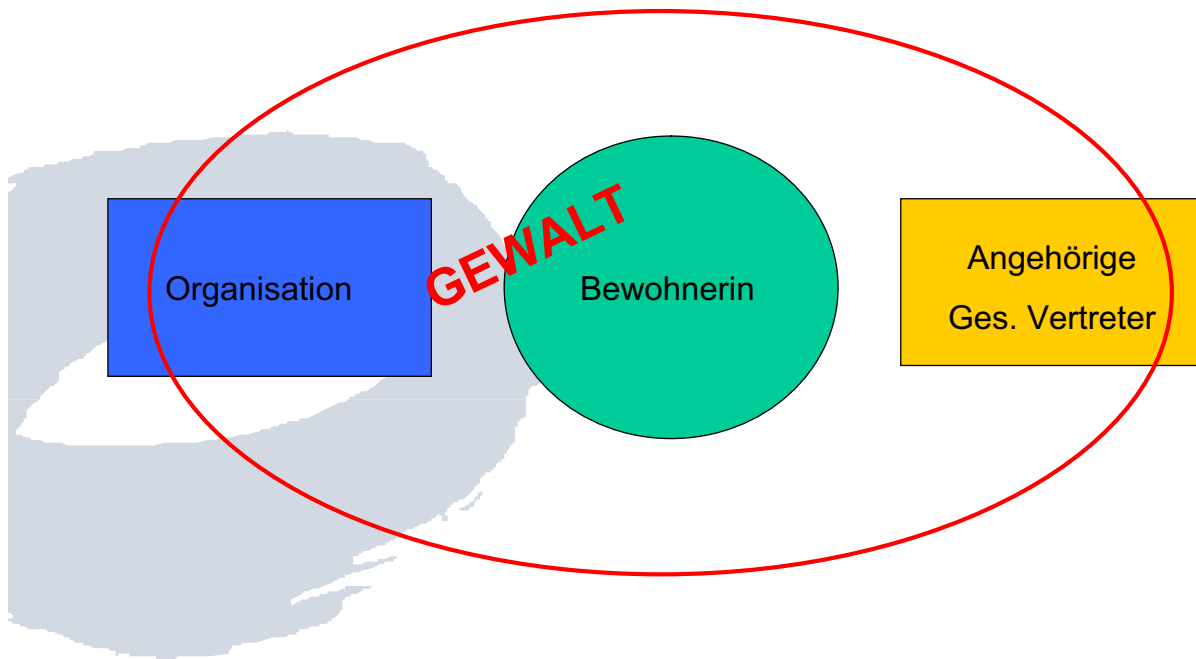 Organisation
GEWALT
Bewohnerin
Angehörige
Ges. Vertreter